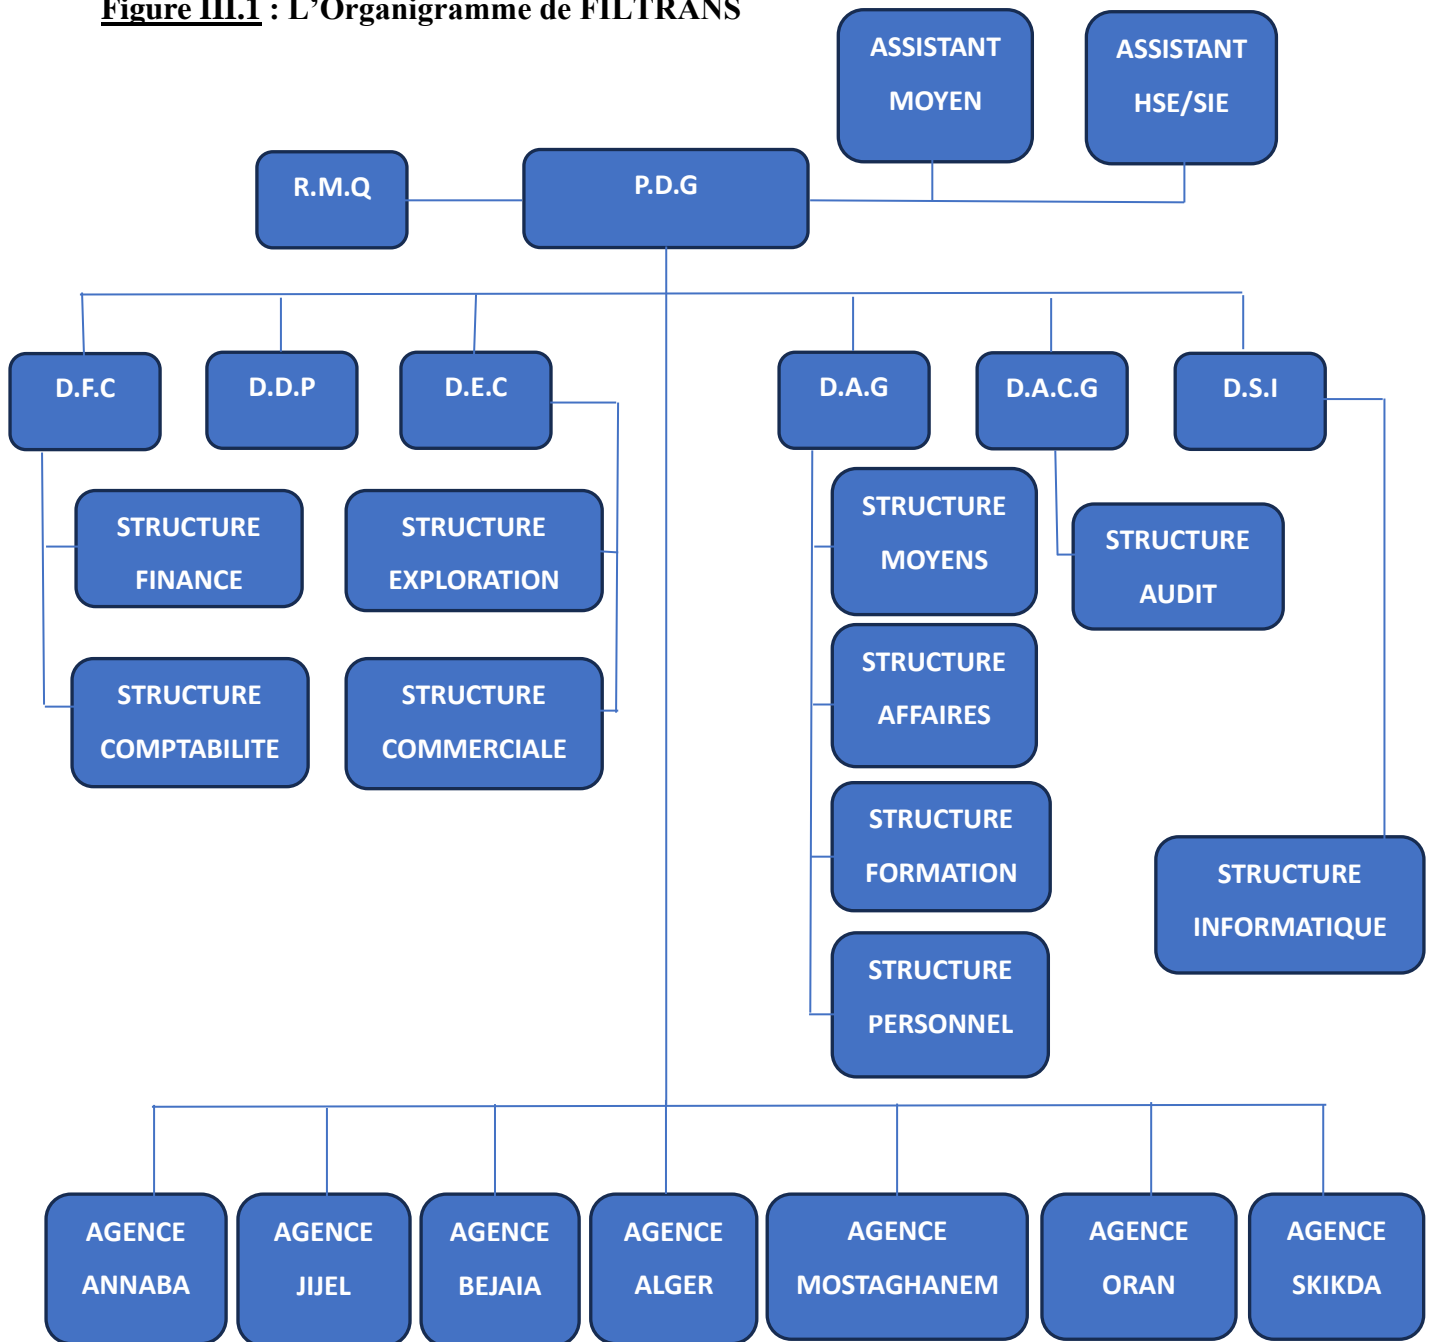 Figure III.1 : L’Organigramme de FILTRANS
ASSISTANT
MOYEN
ASSISTANT
HSE/SIE
R.M.Q
P.D.G
D.F.C
D.D.P
D.E.C
D.A.G
D.A.C.G
D.S.I
STRUCTURE
FINANCE
STRUCTURE
EXPLORATION
STRUCTURE
MOYENS
STRUCTURE
AUDIT
STRUCTURE
COMPTABILITE
STRUCTURE
COMMERCIALE
STRUCTURE
AFFAIRES
STRUCTURE
FORMATION
STRUCTURE
INFORMATIQUE
STRUCTURE
PERSONNEL
AGENCE
ANNABA
AGENCE
JIJEL
AGENCE
BEJAIA
AGENCE
ALGER
AGENCE
MOSTAGHANEM
AGENCE
ORAN
AGENCE
SKIKDA